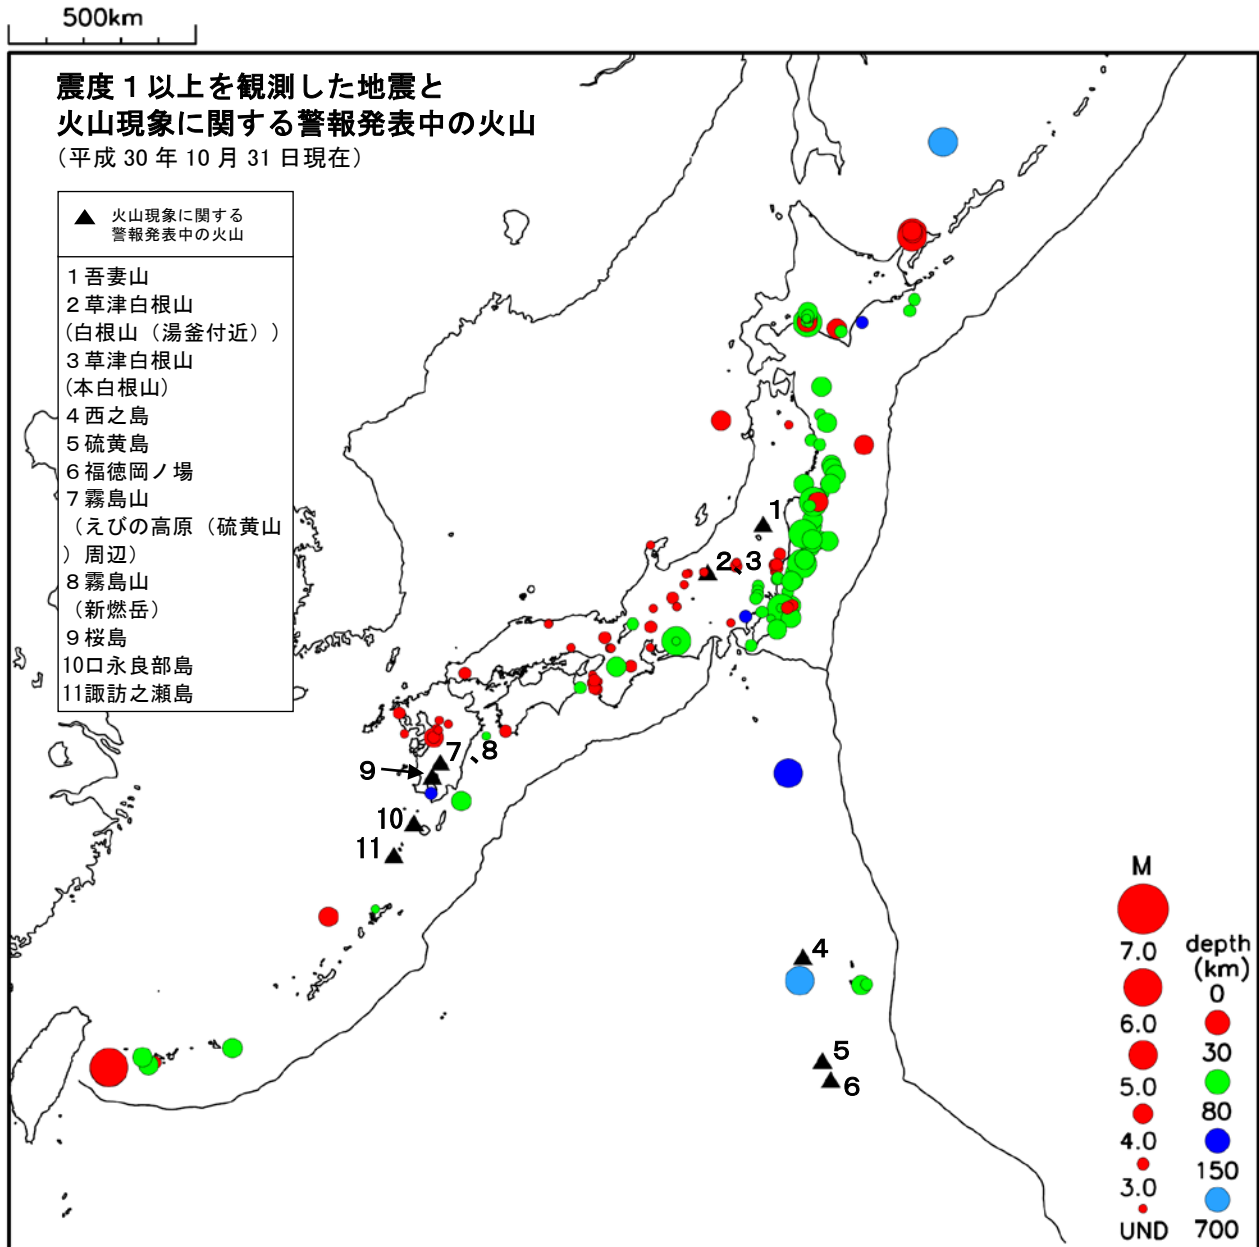 500km
震度１以上を観測した地震と
火山現象に関する警報発表中の火山
（平成 30 年 10 月 31 日現在）
▲ 火山現象に関する
警報発表中の火山
1 吾妻山
2 草津白根山
(白根山（湯釜付近）)
3 草津白根山
(本白根山)
4 西之島
5 硫黄島
6 福徳岡ノ場
7 霧島山
（えびの高原（硫黄山
）周辺）
8 霧島山
（新燃岳）
9 桜島
10 口永良部島
11 諏訪之瀬島
1
2
3
7
8
9
10
11
4
5
6
M
7.0
6.0
5.0
4.0
3.0
UND
depth
(km)
0
30
80
150
700